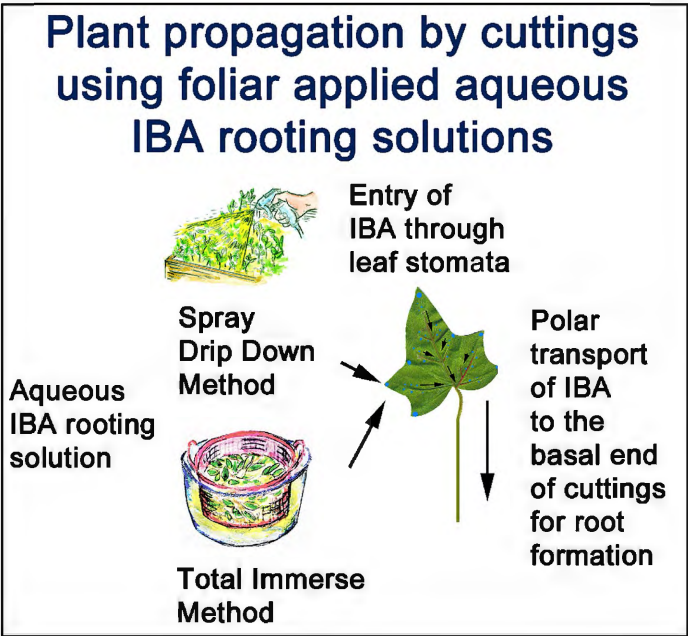 Plant propagation by cuttings
using foliar applied aqueous
IBA rooting solutions
Entry of
IBA through
leaf stomata
Spray
Drip Down
Method
Aqueous
IBA rooting
solution
Total Immerse
Method
Polar
transport
of IBA
to the
basal end
of cuttings
for root
formation